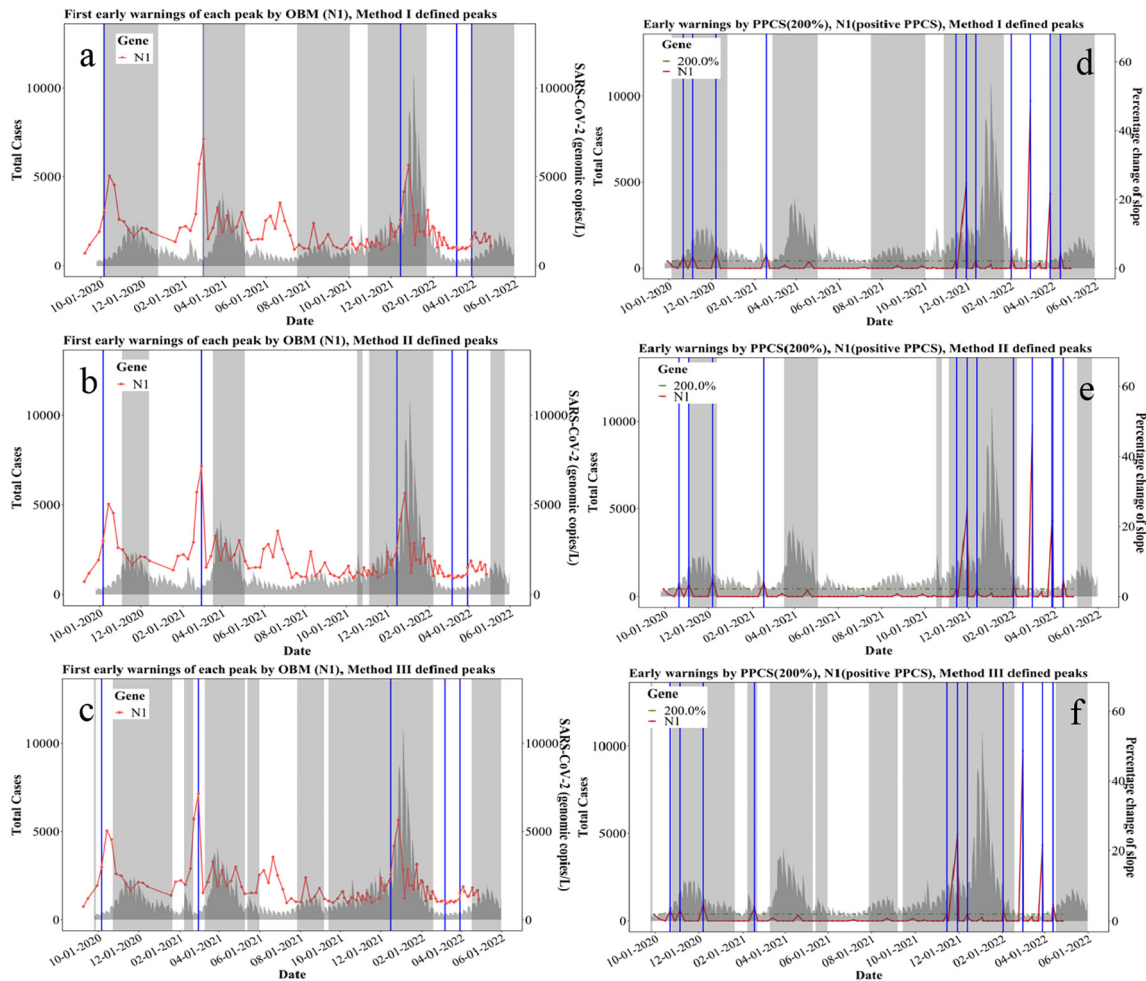 First early warnings of each peak by OBM (N1), Method I defined peaks
a
Gene
N1
Total Cases
10000
5000
0
10000
5000
0
SARS-CoV-2 (genomic copies/L)
10-01-2020
12-01-2020
02-01-2021
04-01-2021
06-01-2021
08-01-2021
10-01-2021
12-01-2021
02-01-2022
04-01-2022
06-01-2022
Date
Early warnings by PPCS(200%), N1(positive PPCS), Method I defined peaks
d
Gene
200.0%
N1
Total Cases
10000
5000
0
60
40
20
0
Percentage change of slope
10-01-2020
12-01-2020
02-01-2021
04-01-2021
06-01-2021
08-01-2021
10-01-2021
12-01-2021
02-01-2022
04-01-2022
06-01-2022
Date
First early warnings of each peak by OBM (N1), Method II defined peaks
b
Gene
N1
Total Cases
10000
5000
0
10000
5000
0
SARS-CoV-2 (genomic copies/L)
10-01-2020
12-01-2020
02-01-2021
04-01-2021
06-01-2021
08-01-2021
10-01-2021
12-01-2021
02-01-2022
04-01-2022
06-01-2022
Date
Early warnings by PPCS(200%), N1(positive PPCS), Method II defined peaks
e
Gene
200.0%
N1
Total Cases
10000
5000
0
60
40
20
0
Percentage change of slope
10-01-2020
12-01-2020
02-01-2021
04-01-2021
06-01-2021
08-01-2021
10-01-2021
12-01-2021
02-01-2022
04-01-2022
06-01-2022
Date
First early warnings of each peak by OBM (N1), Method III defined peaks
c
Gene
N1
Total Cases
10000
5000
0
10000
5000
0
SARS-CoV-2 (genomic copies/L)
10-01-2020
12-01-2020
02-01-2021
04-01-2021
06-01-2021
08-01-2021
10-01-2021
12-01-2021
02-01-2022
04-01-2022
06-01-2022
Date
Early warnings by PPCS(200%), N1(positive PPCS), Method III defined peaks
f
Gene
200.0%
N1
Total Cases
10000
5000
0
60
40
20
0
Percentage change of slope
10-01-2020
12-01-2020
02-01-2021
04-01-2021
06-01-2021
08-01-2021
10-01-2021
12-01-2021
02-01-2022
04-01-2022
06-01-2022
Date